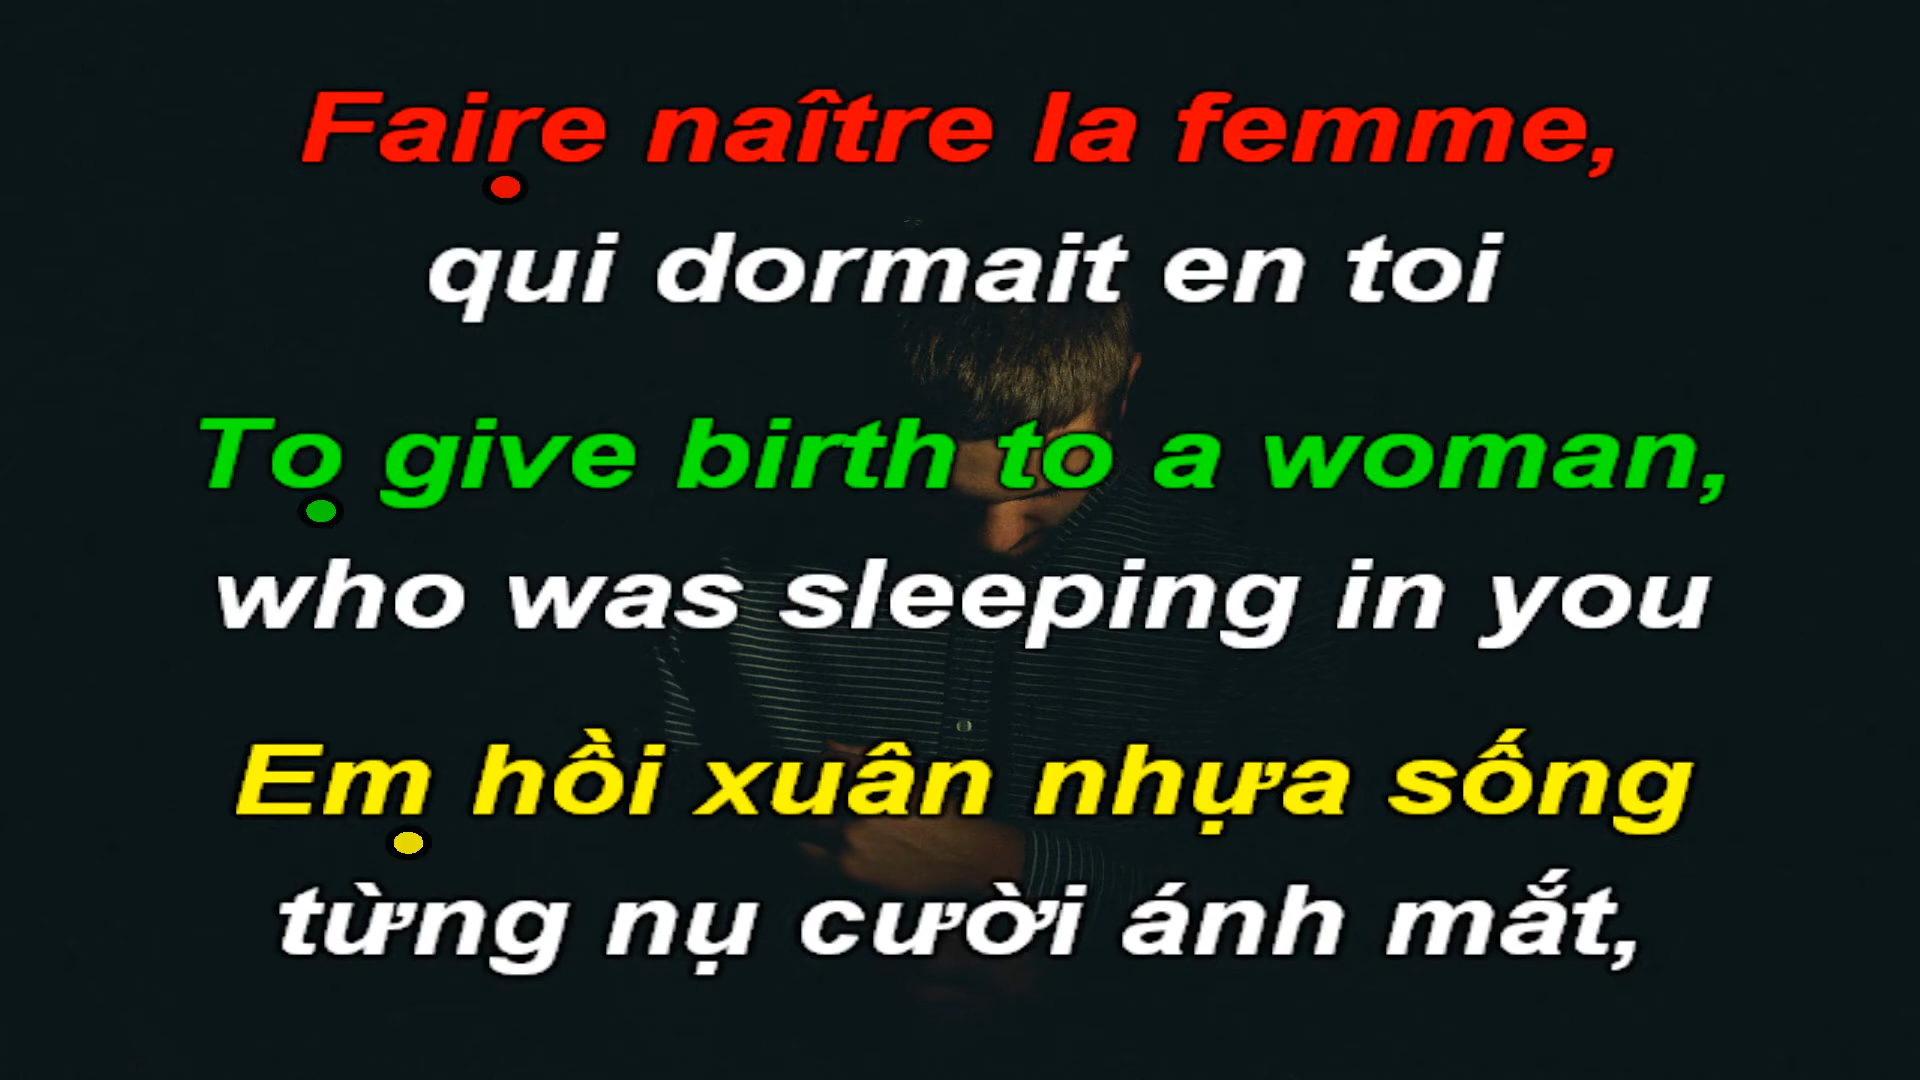 Faire naître la femme,
qui dormait en toi
To give birth to a woman,
who was sleeping in you
Em hồi xuân nhựa sống
từng nụ cười ánh mắt,